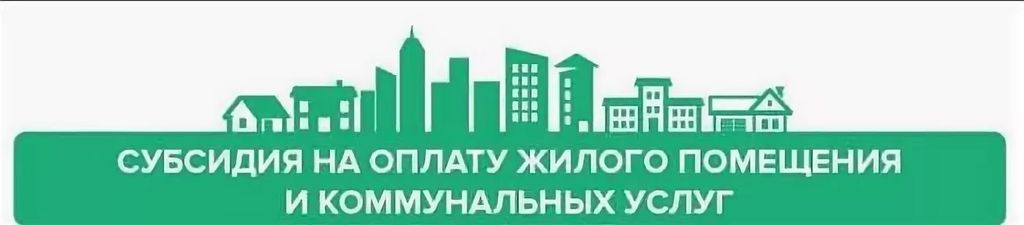 СУБСИДИЯ НА ОПЛАТУ ЖИЛОГО ПОМЕЩЕНИЯ
И КОММУНАЛЬНЫХ УСЛУГ